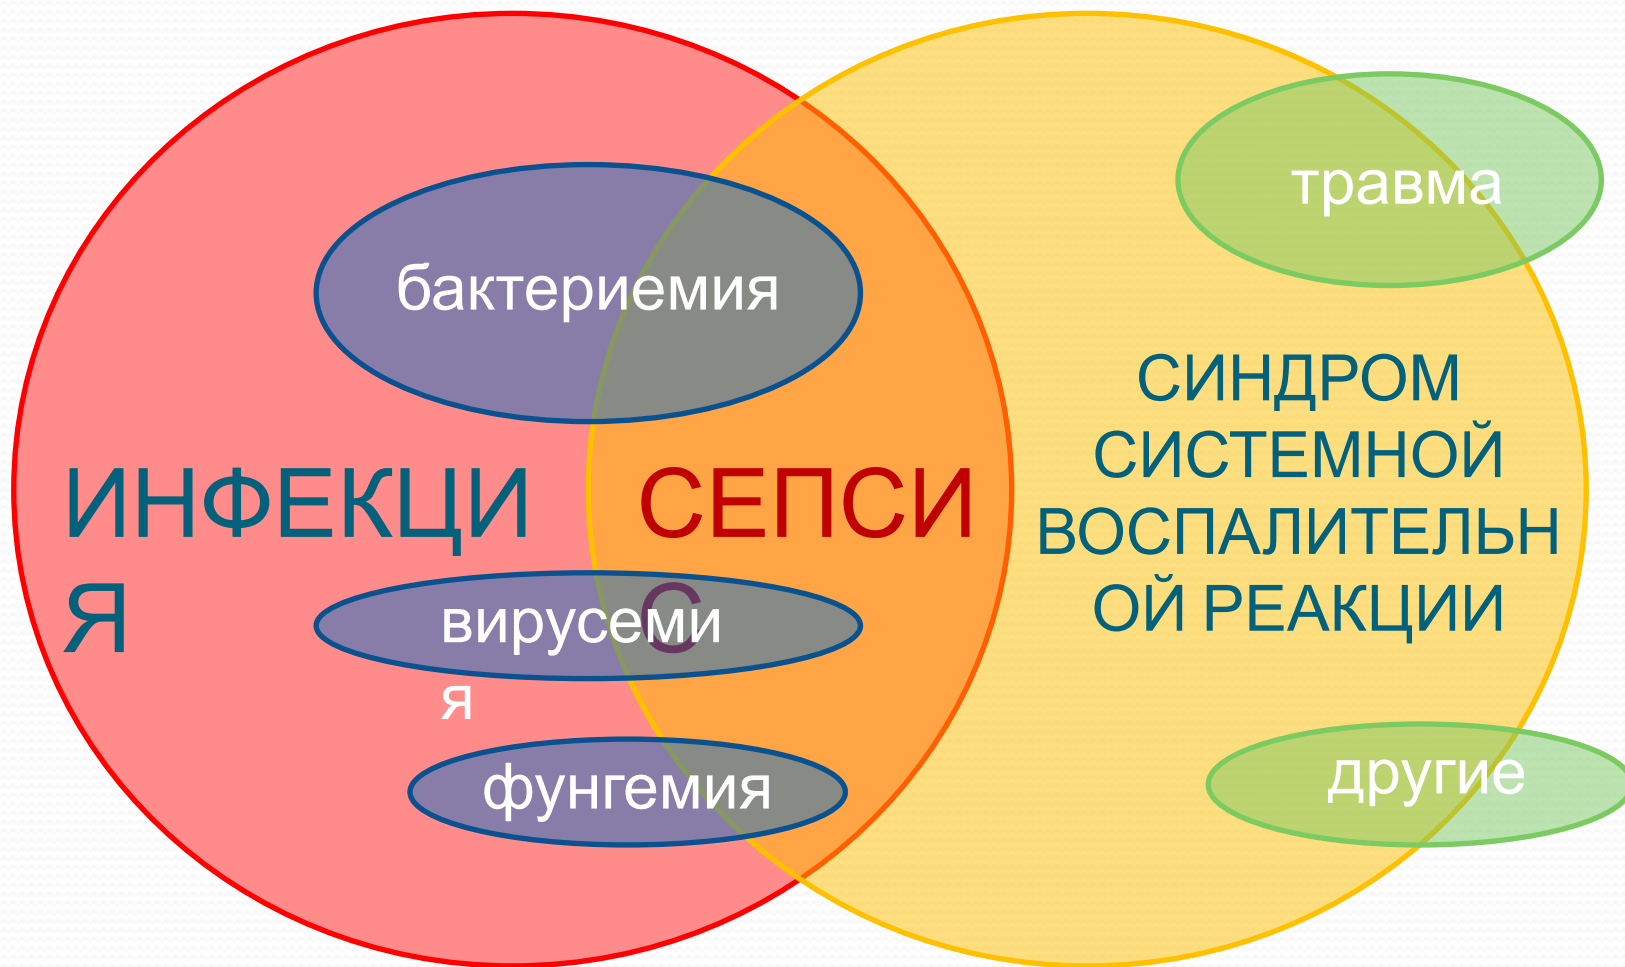 травма
бактериемия
СИНДРОМ
СИСТЕМНОЙ
ВОСПАЛИТЕЛЬН
ОЙ РЕАКЦИИ
ИНФЕКЦИ
Я
СЕПСИ
С
вирусеми
я
фунгемия
другие